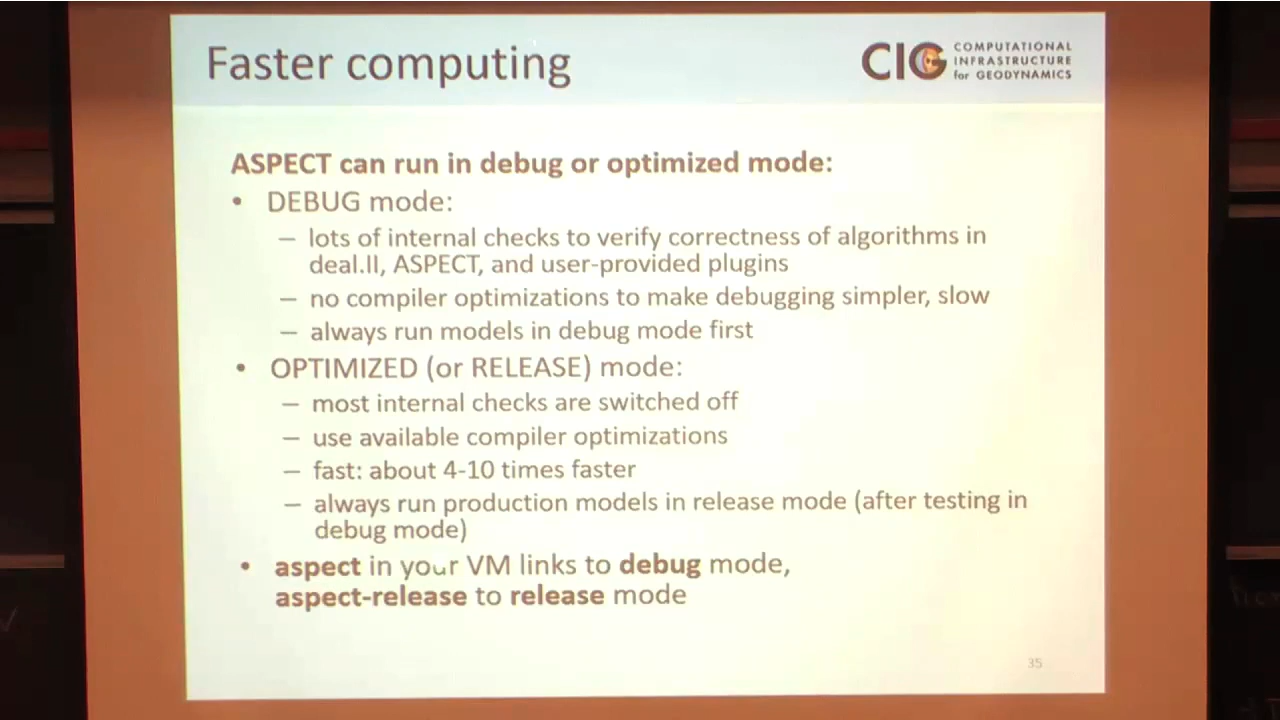 Faster computing
CIG COMPUTATIONAL
INFRASTRUCTURE
for GEODYNAMICS
ASPECT can run in debug or optimized mode:
• DEBUG mode:
– lots of internal checks to verify correctness of algorithms in
deal.II, ASPECT, and user-provided plugins
– no compiler optimizations to make debugging simpler, slow
– always run models in debug mode first
• OPTIMIZED (or RELEASE) mode:
– most internal checks are switched off
– use available compiler optimizations
– fast: about 4-10 times faster
– always run production models in release mode (after testing in
debug mode)
• aspect in your VM links to debug mode,
aspect-release to release mode
35